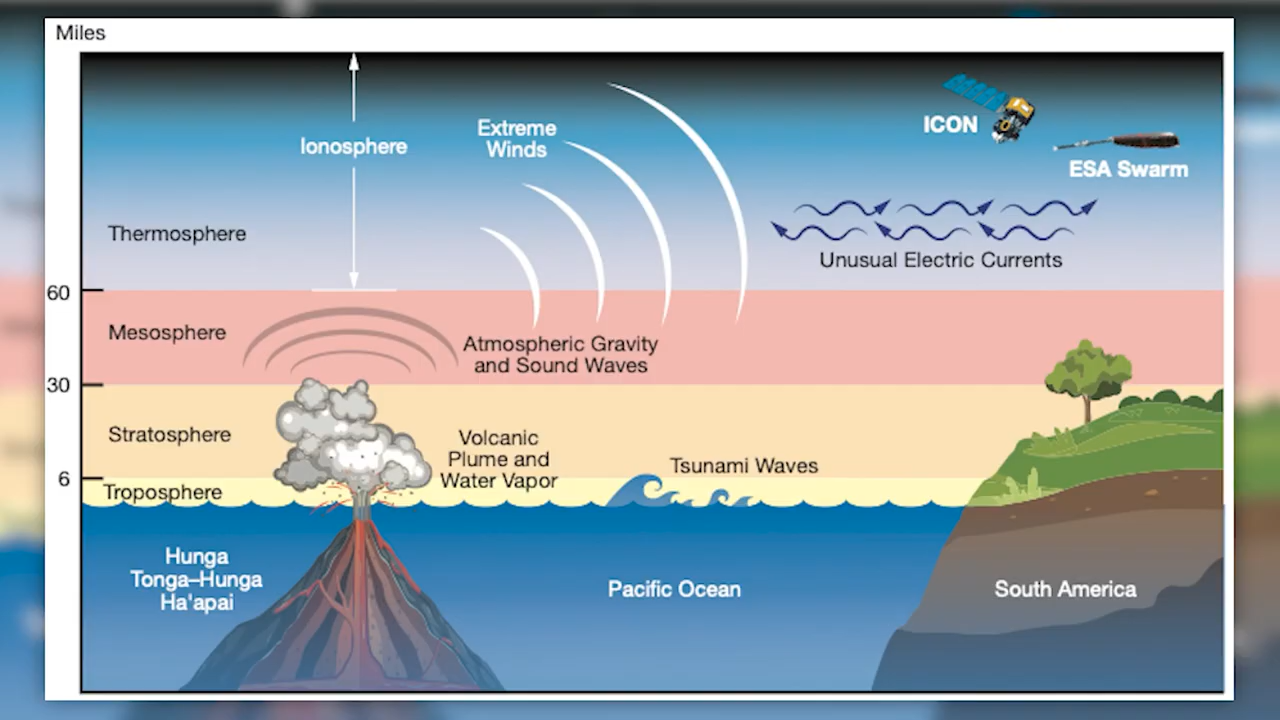 Miles
Ionosphere
Extreme
Winds
ICON
ESA Swarm
Thermosphere
Unusual Electric Currents
60
Mesosphere
Atmospheric Gravity
and Sound Waves
30
Stratosphere
Volcanic
Plume and
Water Vapor
Tsunami Waves
6
Troposphere
Hunga
Tonga–Hunga
Ha'apai
Pacific Ocean
South America